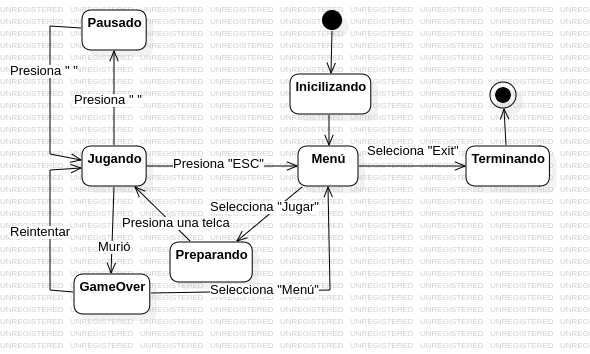 Pausado
Inicilizando
Presiona " "
Presiona " "
Jugando
Presiona "ESC"
Menú
Seleciona "Exit"
Terminando
Selecciona "Jugar"
Presiona una telca
Reintentar
Murió
Preparando
GameOver
Selecciona "Menú"
UNREGISTERED